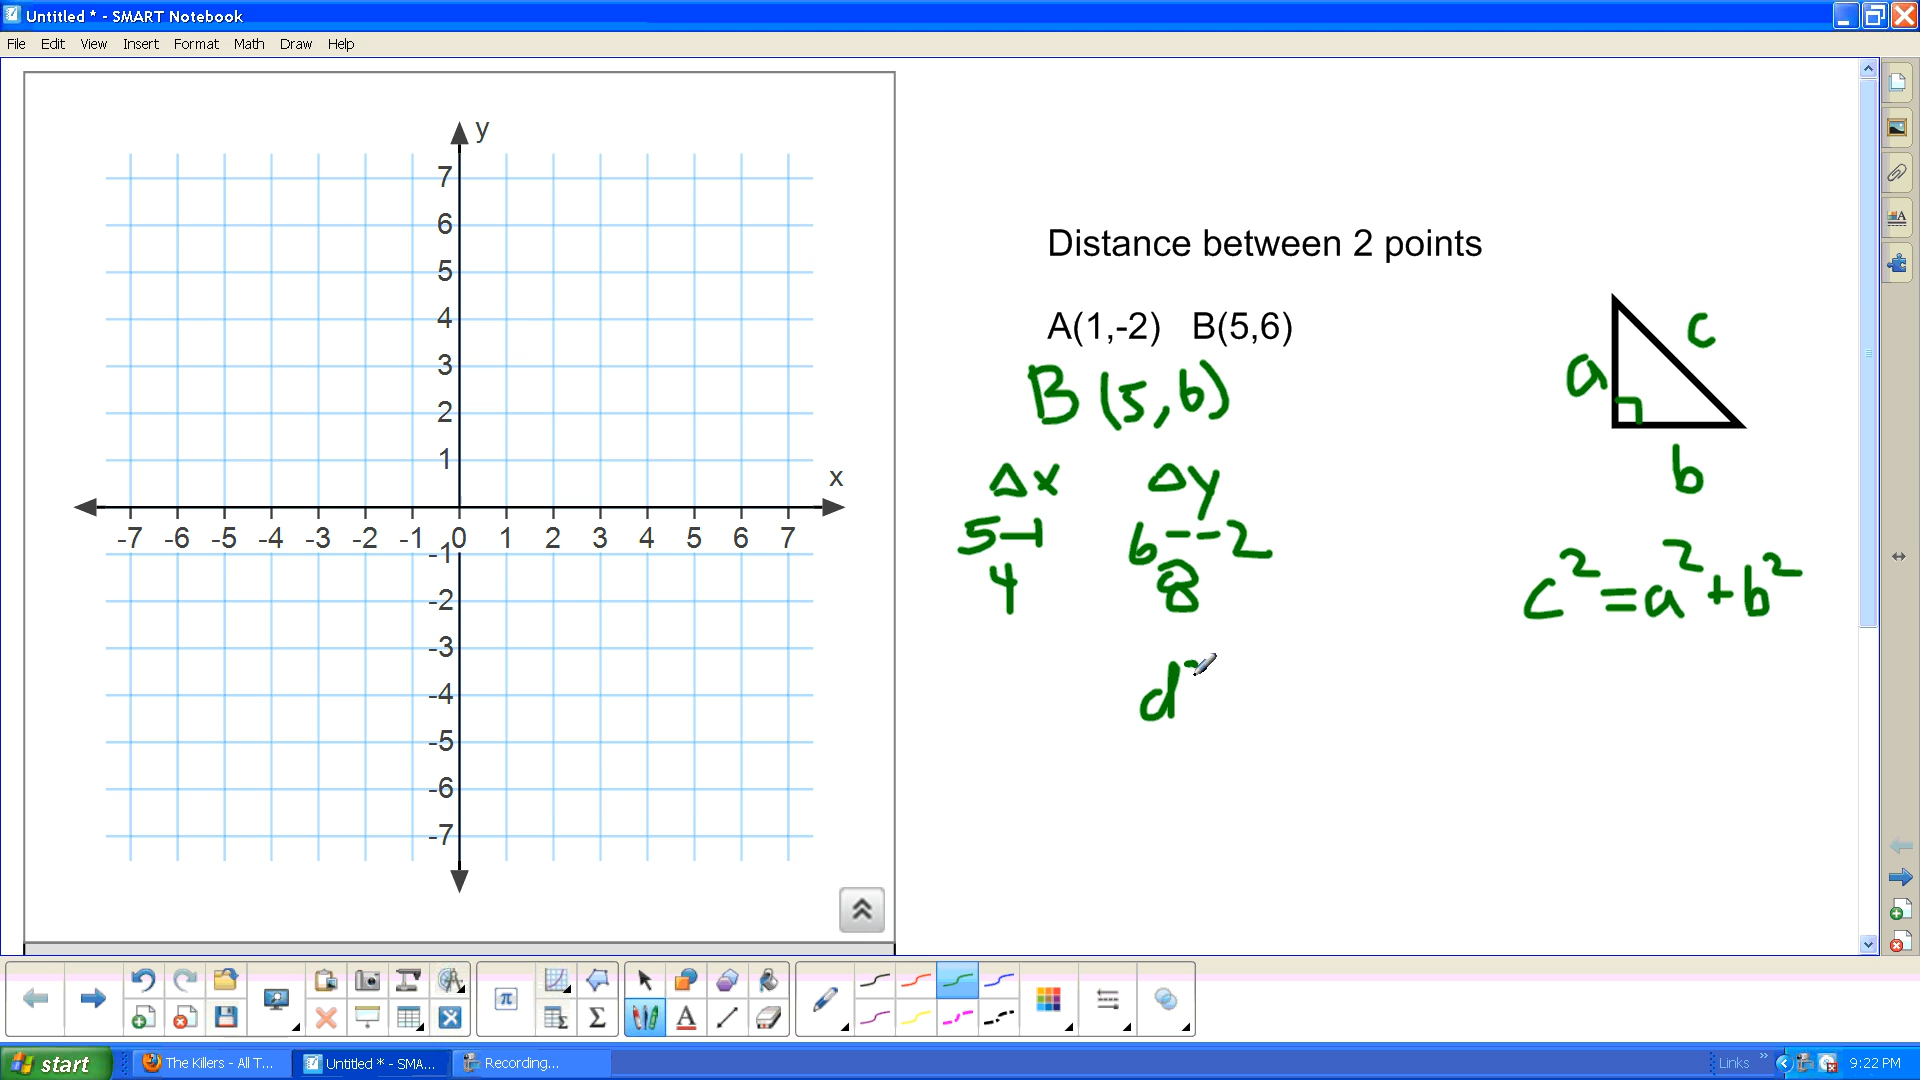 Untitled * - SMART Notebook
File Edit View Insert Format Math Draw Help
y
7
6
5
4
3
2
1
x
-7 -6 -5 -4 -3 -2 -1 0 1 2 3 4 5 6 7
-1
-2
-3
-4
-5
-6
-7
Distance between 2 points
A(1,-2) B(5,6)
B (5,6)
Δx Δy
5-1 6--2
4 8
d
a
c
b
c²=a²+b²
π
Σ
A
start
The Killers - All T...
Untitled * - SMA...
Recording...
Links »
9:22 PM